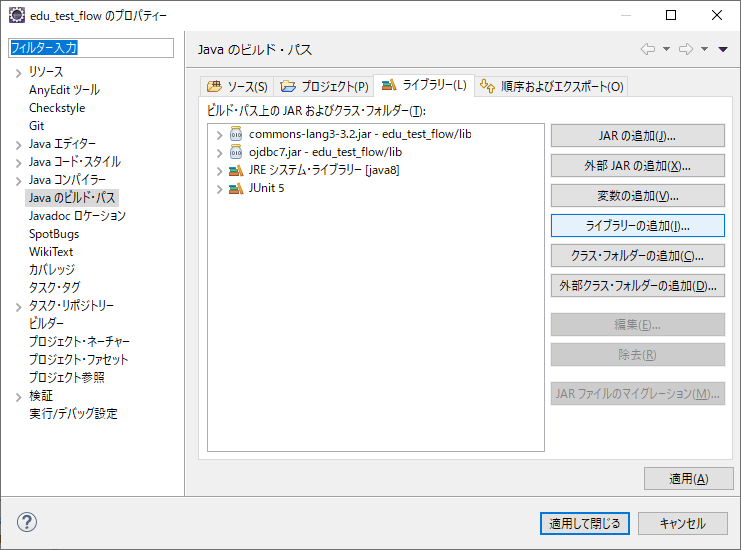 edu_test_flow のプロパティー
フィルター入力
リソース
AnyEdit ツール
Checkstyle
Git
Java エディター
Java コード・スタイル
Java コンパイラー
Java のビルド・パス
Javadoc ロケーション
SpotBugs
WikiText
カバレッジ
タスク・タグ
タスク・リポジトリー
ビルダー
プロジェクト・ネーチャー
プロジェクト・ファセット
プロジェクト参照
検証
実行/デバッグ設定
Java のビルド・パス
ソース(S) プロジェクト(P) ライブラリー(L) 順序およびエクスポート(O)
ビルド・パス上の JAR およびクラス・フォルダー(T):
commons-lang3-3.2.jar - edu_test_flow/lib
ojdbc7.jar - edu_test_flow/lib
JRE システム・ライブラリー [java8]
JUnit 5
JAR の追加(J)...
外部 JAR の追加(X)...
変数の追加(V)...
ライブラリーの追加(I)...
クラス・フォルダーの追加(C)...
外部クラス・フォルダーの追加(D)...
編集(E)...
除去(R)
JAR ファイルのマイグレーション(M)...
適用(A)
?
適用して閉じる キャンセル